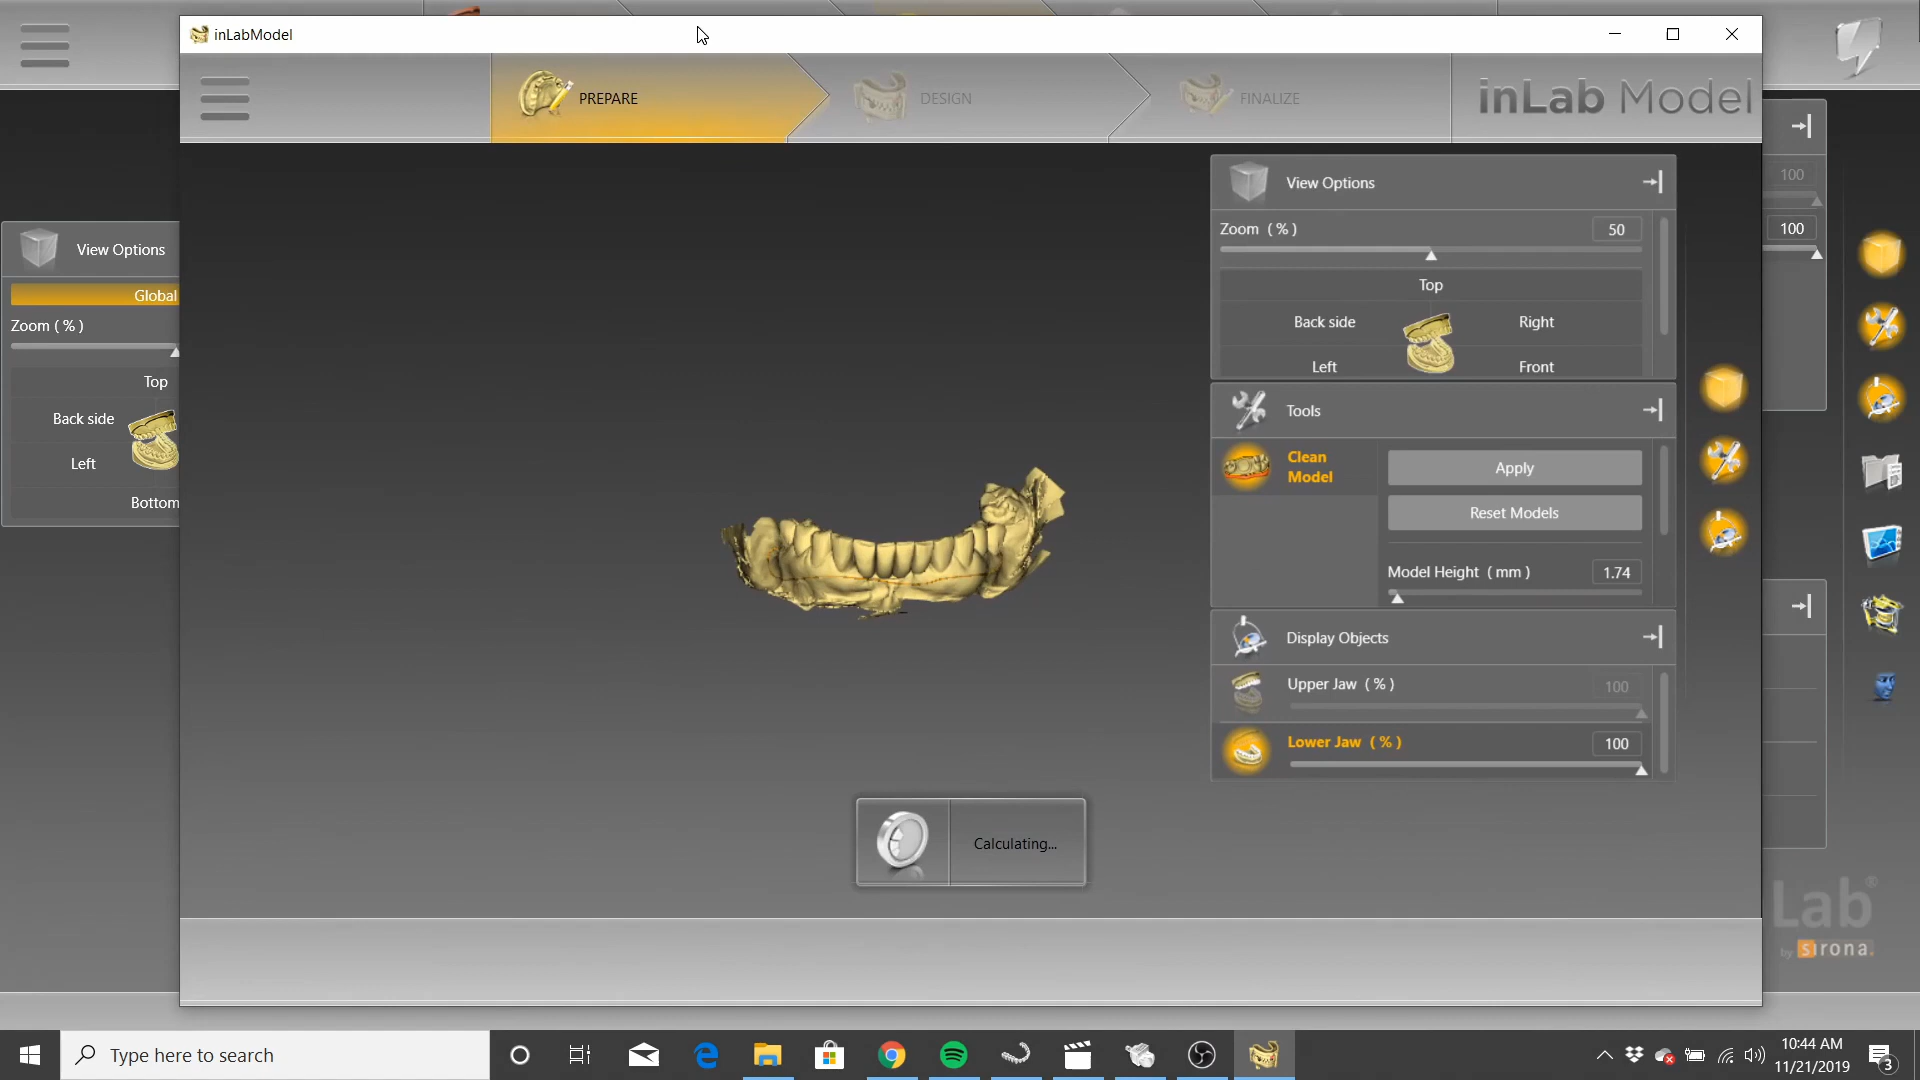 inLabModel
PREPARE
DESIGN
FINALIZE
inLab Model
View Options
Zoom (%)
50
Top
Back side
Right
Left
Front
Tools
Clean
Model
Apply
Reset Models
Model Height (mm)
1.74
Display Objects
Upper Jaw (%)
100
Lower Jaw (%)
100
Calculating...
View Options
Global
Zoom (%)
Top
Back side
Left
Bottom
100
100
Lab®
by sirona.
Type here to search
10:44 AM
11/21/2019
3